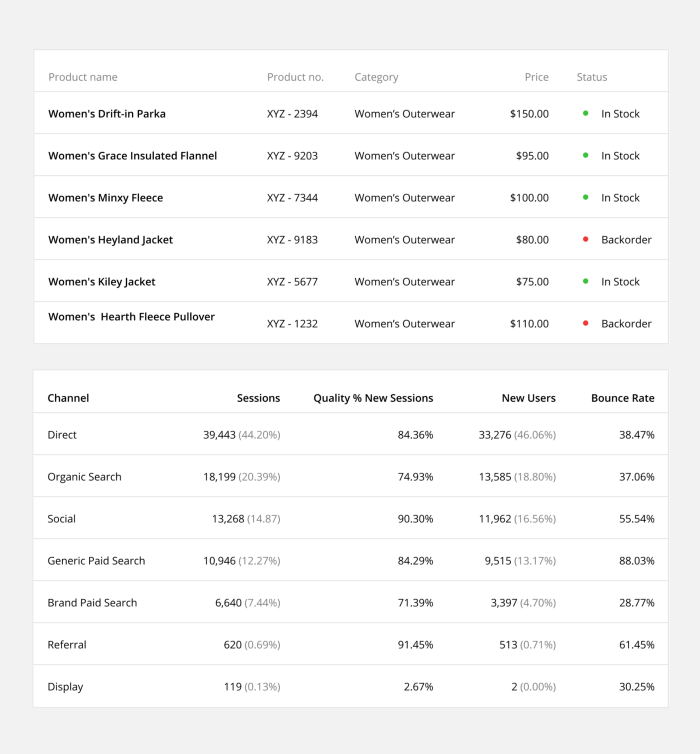 Product name Product no. Category Price Status
Women's Drift-in Parka XYZ - 2394 Women’s Outerwear $150.00 In Stock
Women's Grace Insulated Flannel XYZ - 9203 Women’s Outerwear $95.00 In Stock
Women's Minxy Fleece XYZ - 7344 Women’s Outerwear $100.00 In Stock
Women's Heyland Jacket XYZ - 9183 Women’s Outerwear $80.00 Backorder
Women's Kiley Jacket XYZ - 5677 Women’s Outerwear $75.00 In Stock
Women's  Hearth Fleece Pullover XYZ - 1232 Women’s Outerwear $110.00 Backorder
Channel Sessions Quality % New Sessions New Users Bounce Rate
Direct 39,443 (44.20%) 84.36% 33,276 (46.06%) 38.47%
Organic Search 18,199 (20.39%) 74.93% 13,585 (18.80%) 37.06%
Social 13,268 (14.87) 90.30% 11,962 (16.56%) 55.54%
Generic Paid Search 10,946 (12.27%) 84.29% 9,515 (13.17%) 88.03%
Brand Paid Search 6,640 (7.44%) 71.39% 3,397 (4.70%) 28.77%
Referral 620 (0.69%) 91.45% 513 (0.71%) 61.45%
Display 119 (0.13%) 2.67% 2 (0.00%) 30.25%